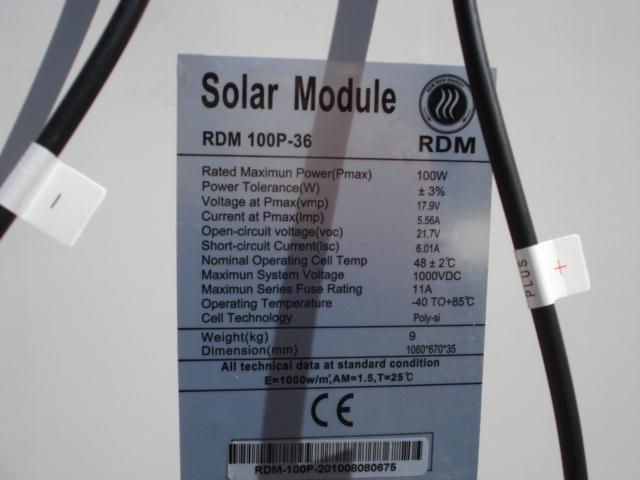 Solar Module
RDM 100P-36
RDM
Rated Maximun Power(Pmax) 100W
Power Tolerance(W) ± 3%
Voltage at Pmax(vmp) 17.9V
Current at Pmax(Imp) 5.56A
Open-circuit voltage(voc) 21.7V
Short-circuit Current(Isc) 6.01A
Nominal Operating Cell Temp 48 ± 2℃
Maximun System Voltage 1000VDC
Maximun Series Fuse Rating 11A
Operating Temperature -40 TO+85℃
Cell Technology Poly-si
Weight(kg) 9
Dimension(mm) 1060*670*35
All technical data at standard condition
E=1000w/㎡,AM=1.5,T=25℃
CE
RDM-100P-201008080675
-
PLUS +